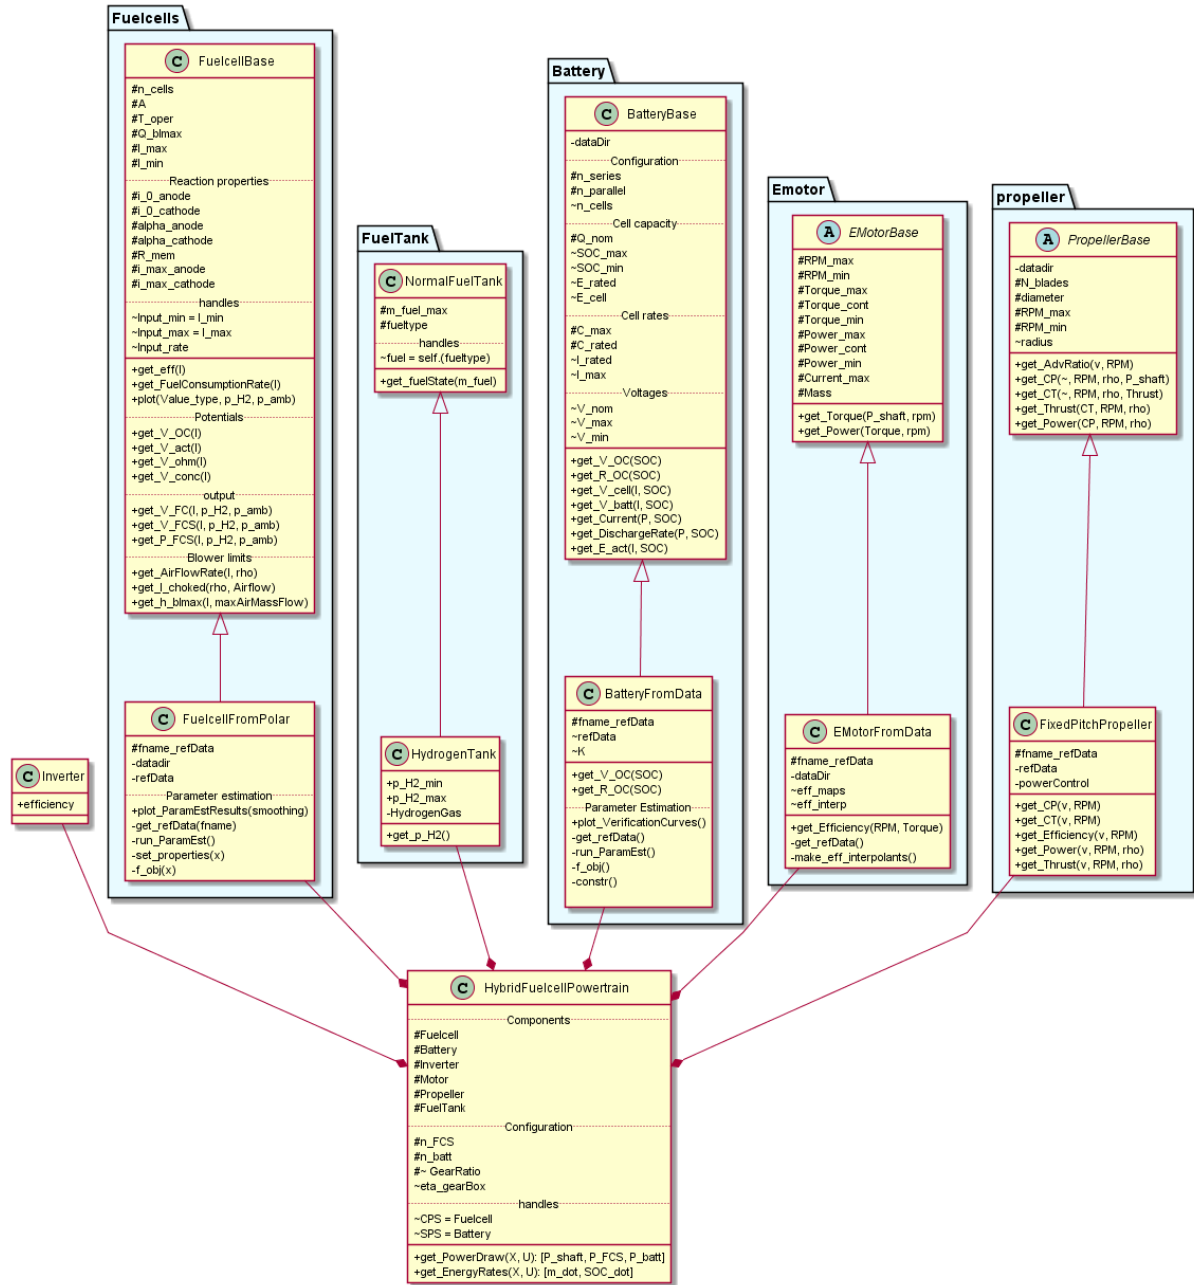 Fuelcells
C FuelcellBase
#n_cells
#A
#T_oper
#Q_blmax
#I_max
#I_min
Reaction properties
#i_0_anode
#i_0_cathode
#alpha_anode
#alpha_cathode
#R_mem
#i_max_anode
#i_max_cathode
handles
~Input_min = I_min
~Input_max = I_max
~Input_rate
+get_eff(I)
+get_FuelConsumptionRate(I)
+plot(Value_type, p_H2, p_amb)
Potentials
+get_V_OC(I)
+get_V_act(I)
+get_V_ohm(I)
+get_V_conc(I)
output
+get_V_FC(I, p_H2, p_amb)
+get_V_FCS(I, p_H2, p_amb)
+get_P_FCS(I, p_H2, p_amb)
Blower limits
+get_AirFlowRate(I, rho)
+get_I_choked(rho, Airflow)
+get_h_blmax(I, maxAirMassFlow)
C FuelcellFromPolar
#fname_refData
-datadir
-refData
Parameter estimation
+plot_ParamEstResults(smoothing)
-get_refData(fname)
-run_ParamEst()
-set_properties(x)
-f_obj(x)
C Inverter
+efficiency
FuelTank
C NormalFuelTank
#m_fuel_max
#fueltype
handles
~fuel = self.(fueltype)
+get_fuelState(m_fuel)
C HydrogenTank
+p_H2_min
+p_H2_max
-HydrogenGas
+get_p_H2()
Battery
C BatteryBase
-dataDir
Configuration
#n_series
#n_parallel
~n_cells
Cell capacity
#Q_nom
~SOC_max
~SOC_min
~E_rated
~E_cell
Cell rates
#C_max
#C_rated
~I_rated
~I_max
Voltages
~V_nom
~V_max
~V_min
+get_V_OC(SOC)
+get_R_OC(SOC)
+get_V_cell(I, SOC)
+get_V_batt(I, SOC)
+get_Current(P, SOC)
+get_DischargeRate(P, SOC)
+get_E_act(I, SOC)
C BatteryFromData
#fname_refData
~refData
~K
+get_V_OC(SOC)
+get_R_OC(SOC)
Parameter Estimation
+plot_VerificationCurves()
-get_refData()
-run_ParamEst()
-f_obj()
-constr()
Emotor
A EMotorBase
#RPM_max
#RPM_min
#Torque_max
#Torque_cont
#Torque_min
#Power_max
#Power_cont
#Power_min
#Current_max
#Mass
+get_Torque(P_shaft, rpm)
+get_Power(Torque, rpm)
C EMotorFromData
#fname_refData
-dataDir
~eff_maps
~eff_interp
+get_Efficiency(RPM, Torque)
-get_refData()
-make_eff_interpolants()
propeller
A PropellerBase
-datadir
#N_blades
#diameter
#RPM_max
#RPM_min
~radius
+get_AdvRatio(v, RPM)
+get_CP(~, RPM, rho, P_shaft)
+get_CT(~, RPM, rho, Thrust)
+get_Thrust(CT, RPM, rho)
+get_Power(CP, RPM, rho)
C FixedPitchPropeller
#fname_refData
-refData
-powerControl
+get_CP(v, RPM)
+get_CT(v, RPM)
+get_Efficiency(v, RPM)
+get_Power(v, RPM, rho)
+get_Thrust(v, RPM, rho)
C HybridFuelcellPowertrain
Components
#Fuelcell
#Battery
#Inverter
#Motor
#Propeller
#FuelTank
Configuration
#n_FCS
#n_batt
#~ GearRatio
~eta_gearBox
handles
~CPS = Fuelcell
~SPS = Battery
+get_PowerDraw(X, U): [P_shaft, P_FCS, P_batt]
+get_EnergyRates(X, U): [m_dot, SOC_dot]